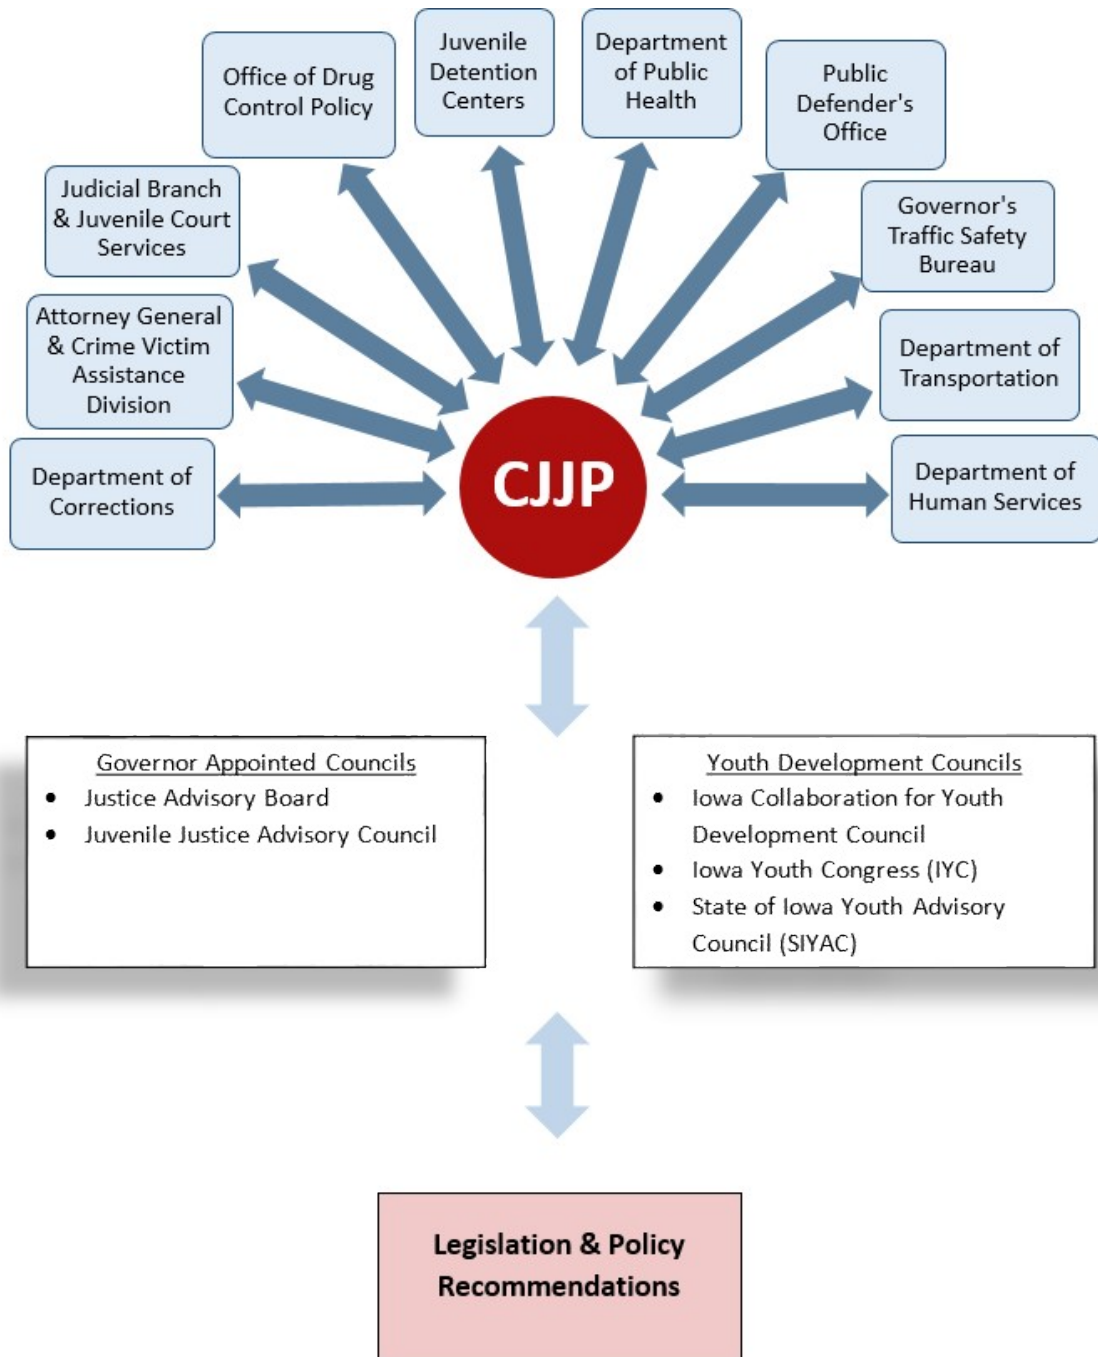 Office of Drug
Control Policy
Juvenile
Detention
Centers
Department
of Public
Health
Public
Defender's
Office
Judicial Branch
& Juvenile Court
Services
Governor's
Traffic Safety
Bureau
Attorney General
& Crime Victim
Assistance
Division
Department of
Transportation
Department of
Corrections
CJJP
Department of
Human Services
Governor Appointed Councils
• Justice Advisory Board
• Juvenile Justice Advisory Council
Youth Development Councils
• Iowa Collaboration for Youth
Development Council
• Iowa Youth Congress (IYC)
• State of Iowa Youth Advisory
Council (SIYAC)
Legislation & Policy
Recommendations